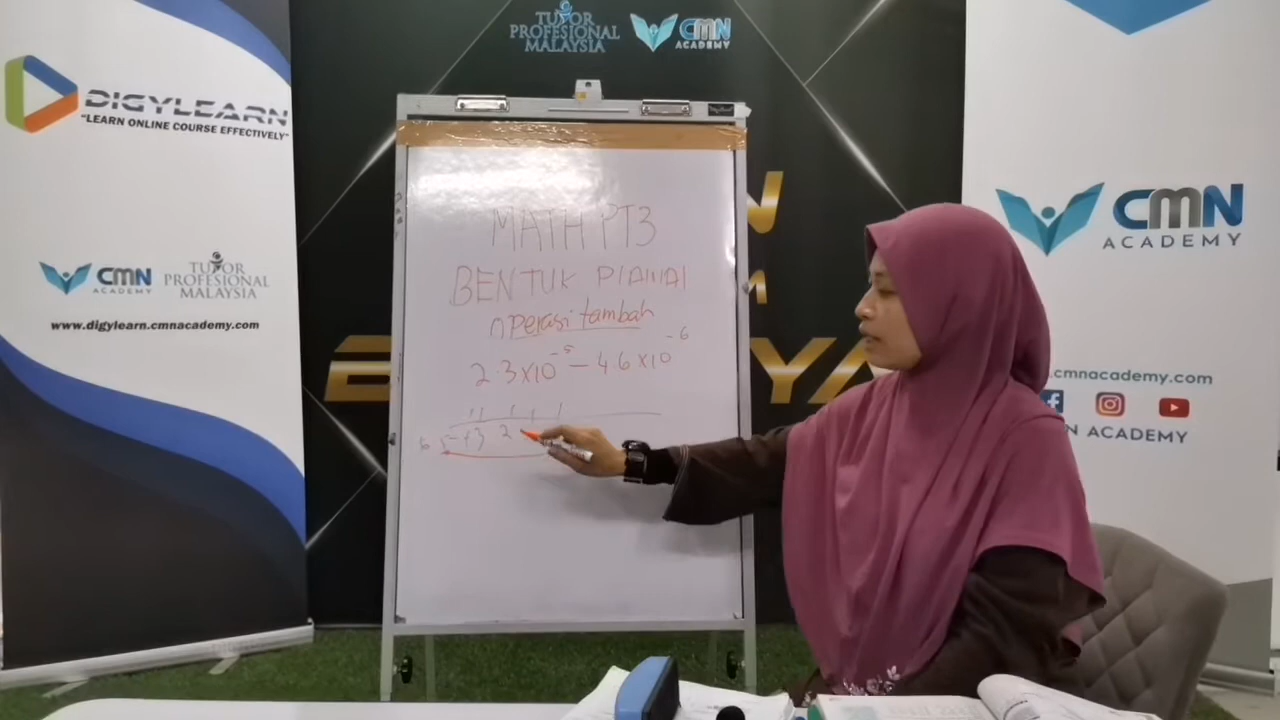 TUTOR
PROFESIONAL
MALAYSIA
CMN
ACADEMY
DIGYLEARN
"LEARN ONLINE COURSE EFFECTIVELY"
CMN
ACADEMY
TUTOR
PROFESIONAL
MALAYSIA
www.digylearn.cmnacademy.com
MATH PT3
BENTUK PIAWAI
operasi tambah
2.3×10⁻⁵ − 4.6×10⁻⁶
CMN
ACADEMY
.cmnacademy.com
ACADEMY